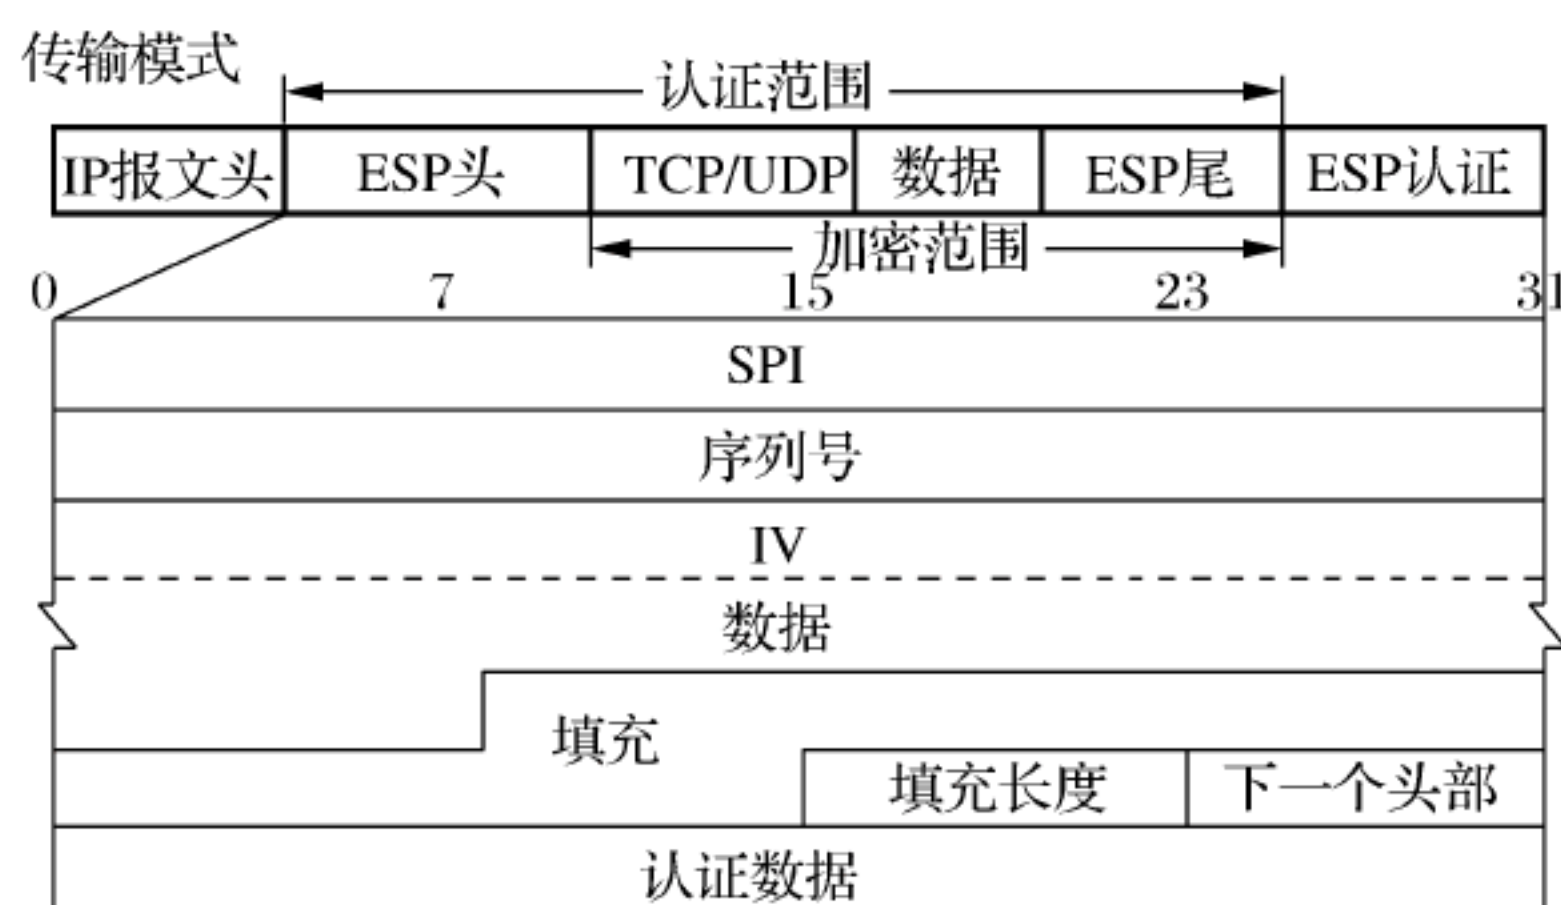 传输模式
认证范围
IP报文头 ESP头 TCP/UDP 数据 ESP尾 ESP认证
加密范围
0 7 15 23 31
SPI
序列号
IV
数据
填充
填充长度 下一个头部
认证数据